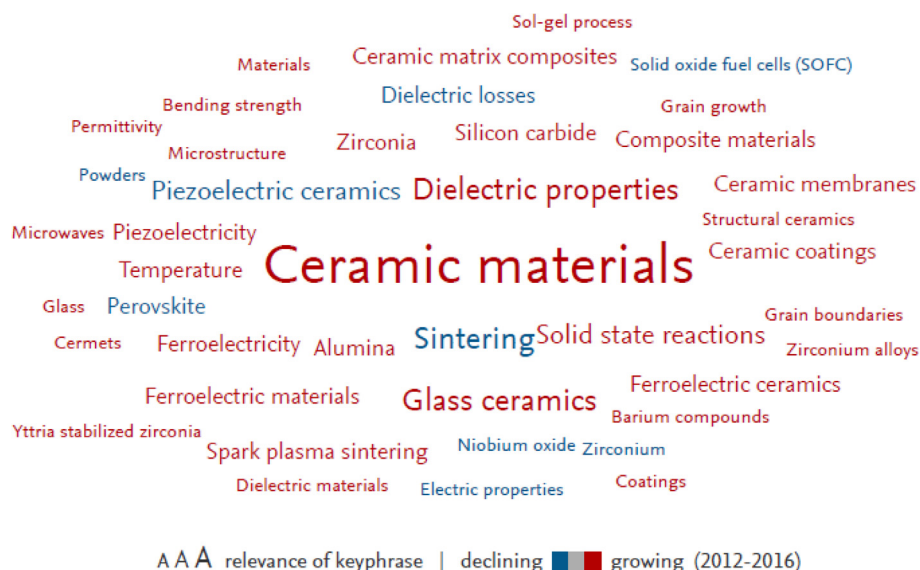 Sol-gel process
Ceramic matrix composites
Materials
Solid oxide fuel cells (SOFC)
Dielectric losses
Bending strength
Grain growth
Permittivity
Zirconia
Silicon carbide
Composite materials
Microstructure
Powders
Piezoelectric ceramics
Dielectric properties
Ceramic membranes
Structural ceramics
Microwaves
Piezoelectricity
Ceramic materials
Ceramic coatings
Temperature
Glass
Perovskite
Grain boundaries
Cermets
Ferroelectricity
Alumina
Sintering
Solid state reactions
Zirconium alloys
Ferroelectric materials
Glass ceramics
Ferroelectric ceramics
Barium compounds
Yttria stabilized zirconia
Spark plasma sintering
Niobium oxide
Zirconium
Dielectric materials
Electric properties
Coatings
A A A relevance of keyphrase | declining growing (2012-2016)